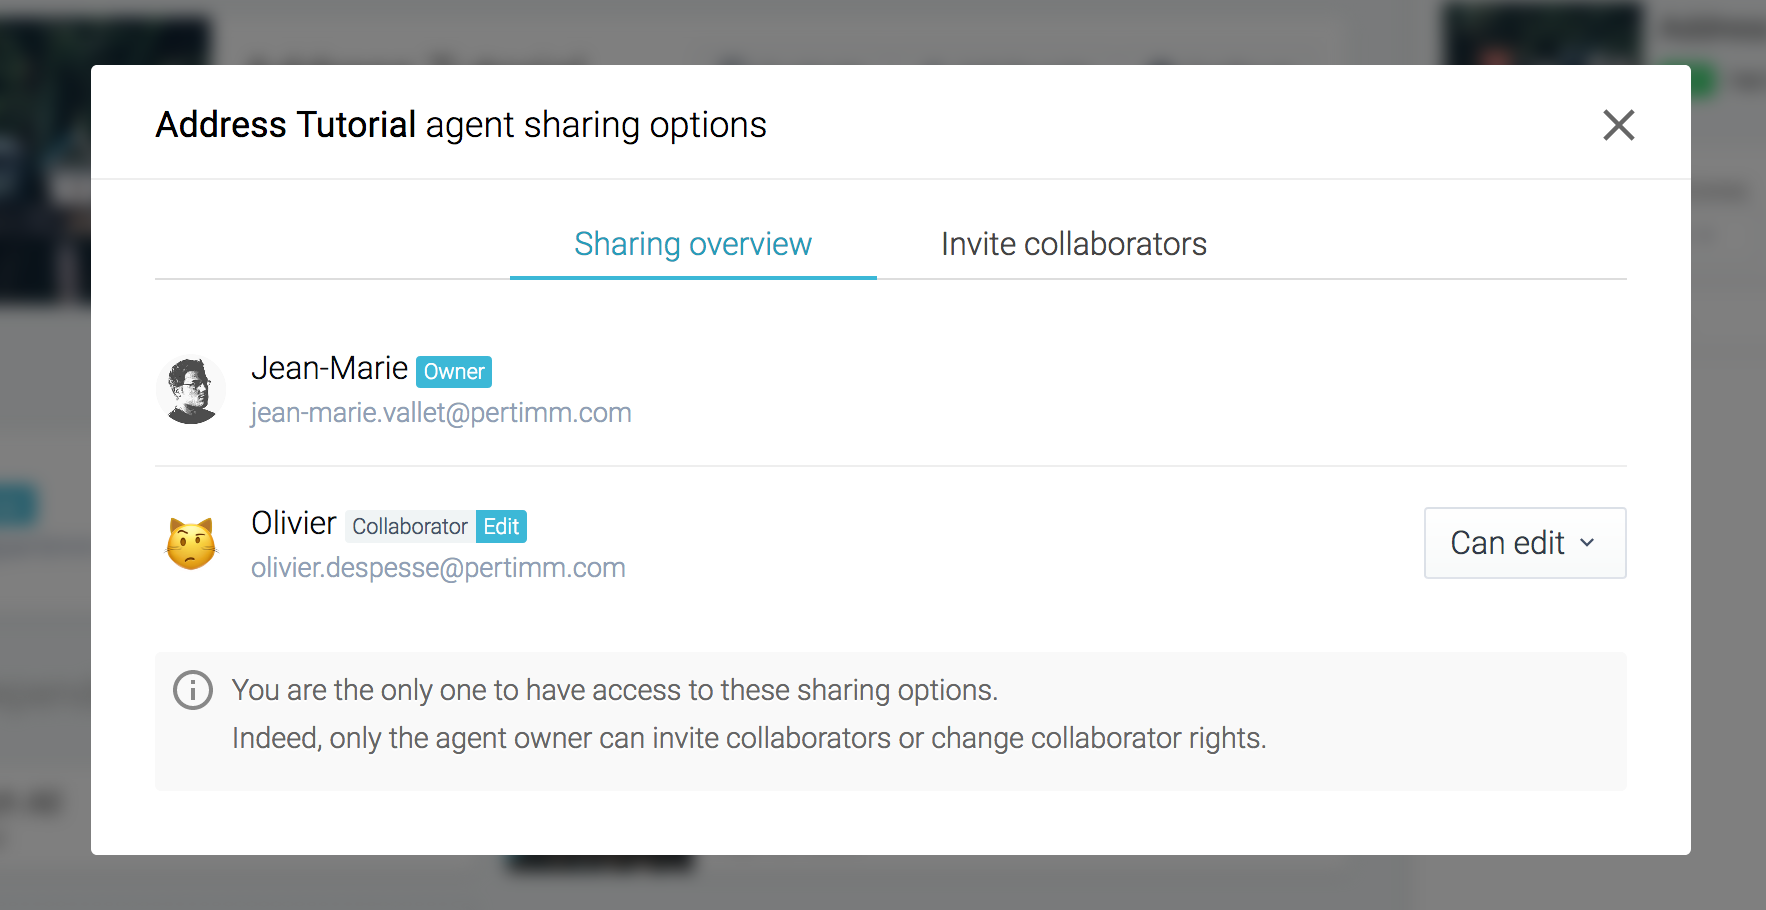 Address Tutorial agent sharing options
Sharing overview
Invite collaborators
Jean-Marie Owner
jean-marie.vallet@pertimm.com
Olivier Collaborator Edit
olivier.despesse@pertimm.com
Can edit
You are the only one to have access to these sharing options.
Indeed, only the agent owner can invite collaborators or change collaborator rights.